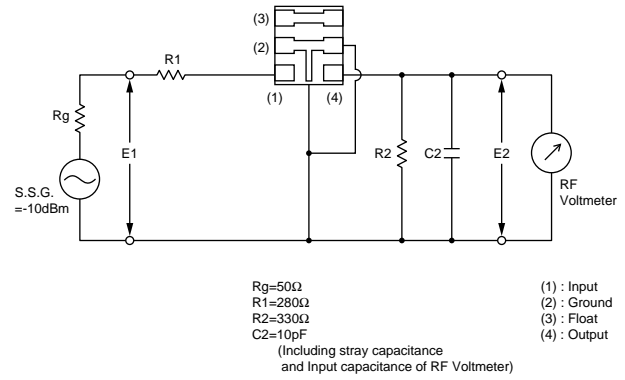 (3)
(2)
R1
(1)
(4)
Rg
E1
R2
C2
E2
S.S.G.
=-10dBm
RF
Voltmeter
Rg=50Ω
R1=280Ω
R2=330Ω
C2=10pF
(Including stray capacitance
and Input capacitance of RF Voltmeter)
(1) : Input
(2) : Ground
(3) : Float
(4) : Output